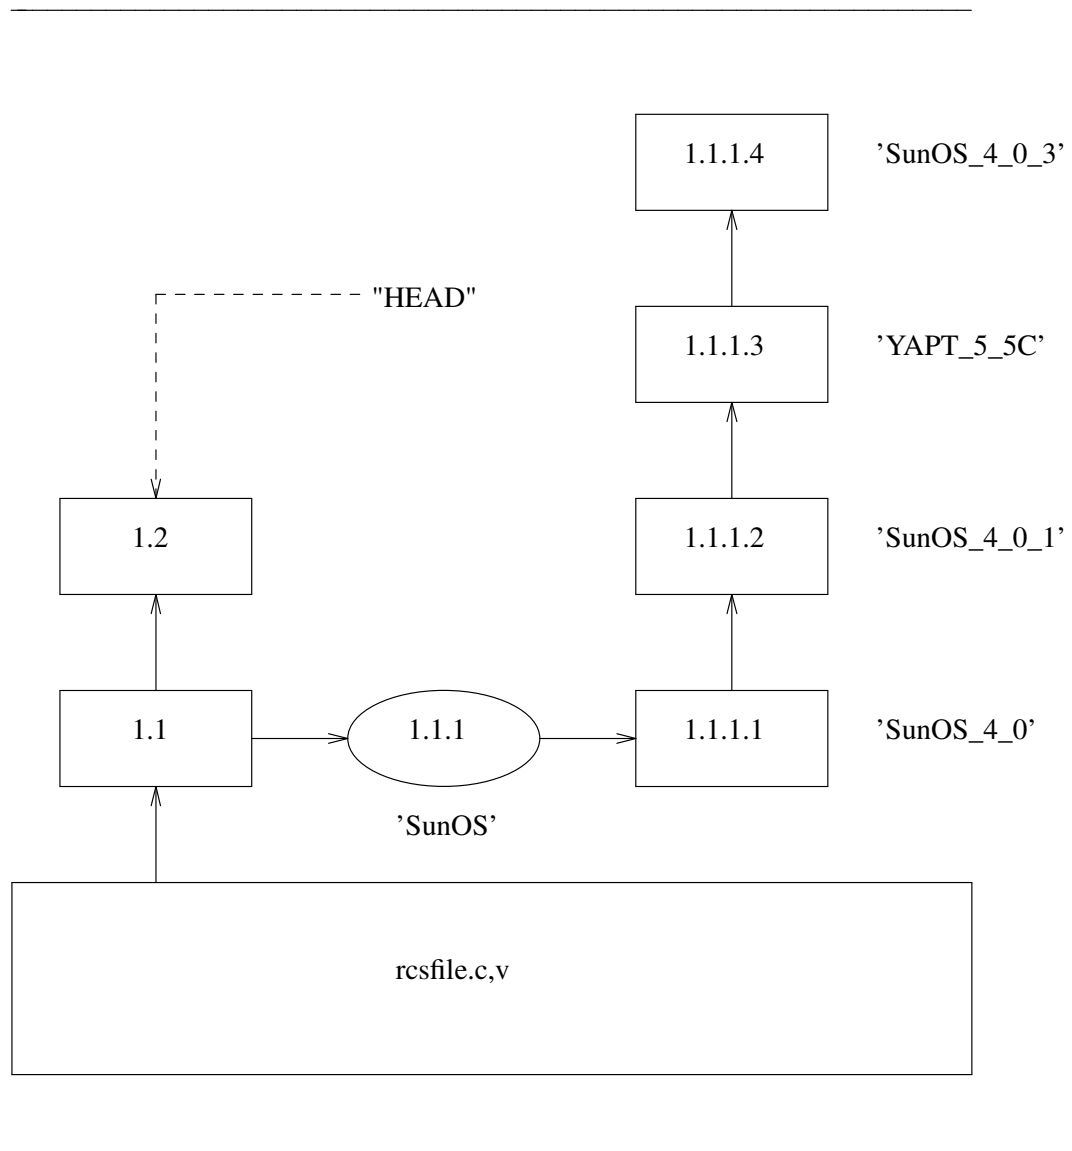 1.1.1.4 ’SunOS_4_0_3’
"HEAD"
1.1.1.3 ’YAPT_5_5C’
1.2 1.1.1.2 ’SunOS_4_0_1’
1.1 1.1.1 1.1.1.1 ’SunOS_4_0’
’SunOS’
rcsfile.c,v